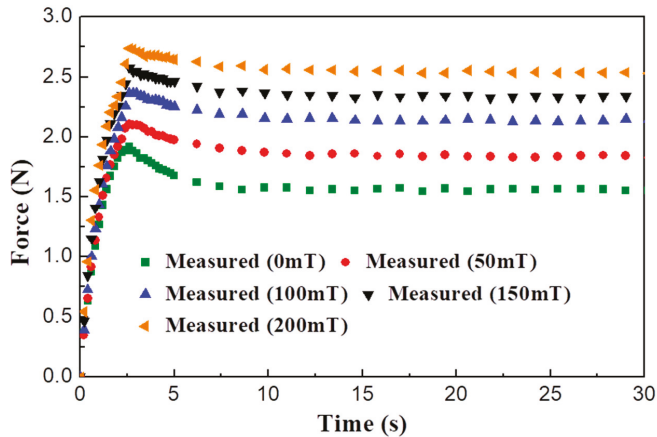 3.0
2.5
2.0
1.5
1.0
0.5
0.0
Force (N)
Measured (0mT) Measured (50mT)
Measured (100mT) Measured (150mT)
Measured (200mT)
0 5 10 15 20 25 30
Time (s)